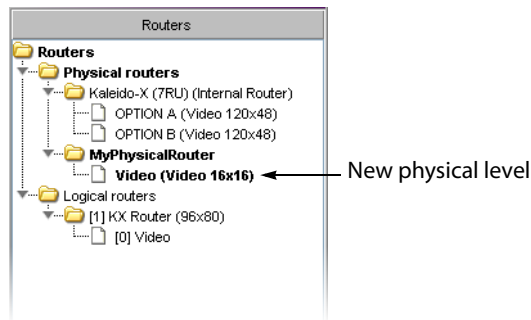 Routers
Routers
Physical routers
Kaleido-X (7RU) (Internal Router)
OPTION A (Video 120x48)
OPTION B (Video 120x48)
MyPhysicalRouter
Video (Video 16x16)
New physical level
Logical routers
[1] KX Router (96x80)
[0] Video